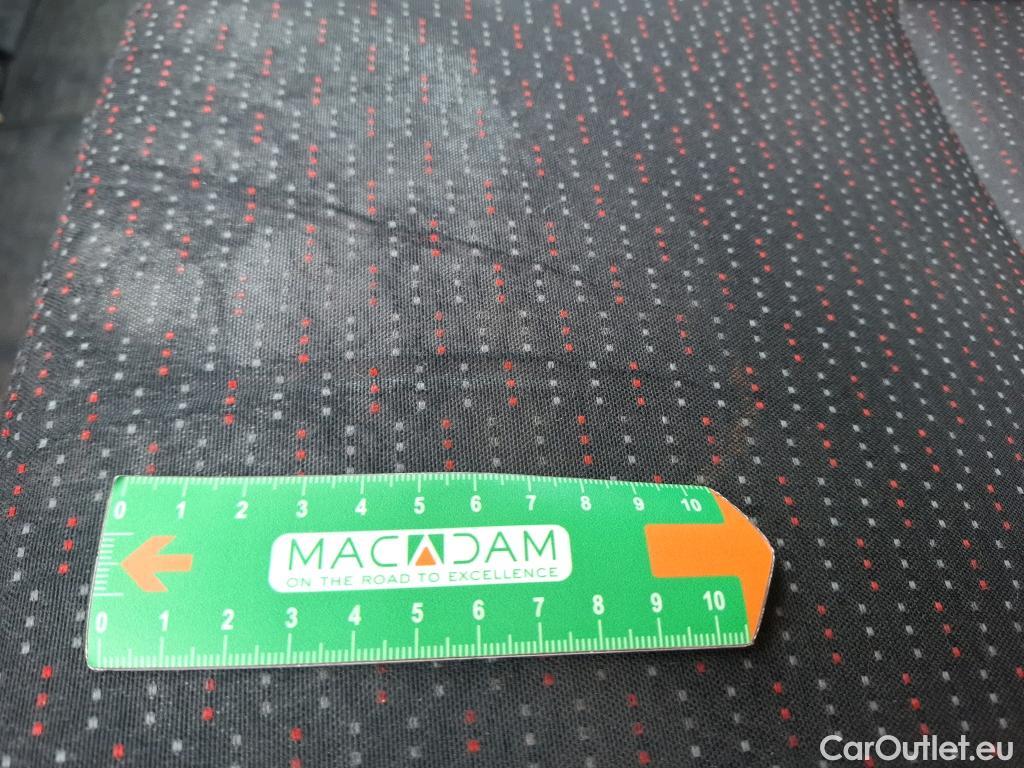 0 1 2 3 4 5 6 7 8 9 10
MACADAM
ON THE ROAD TO EXCELLENCE
0 1 2 3 4 5 6 7 8 9 10
CarOutlet.eu